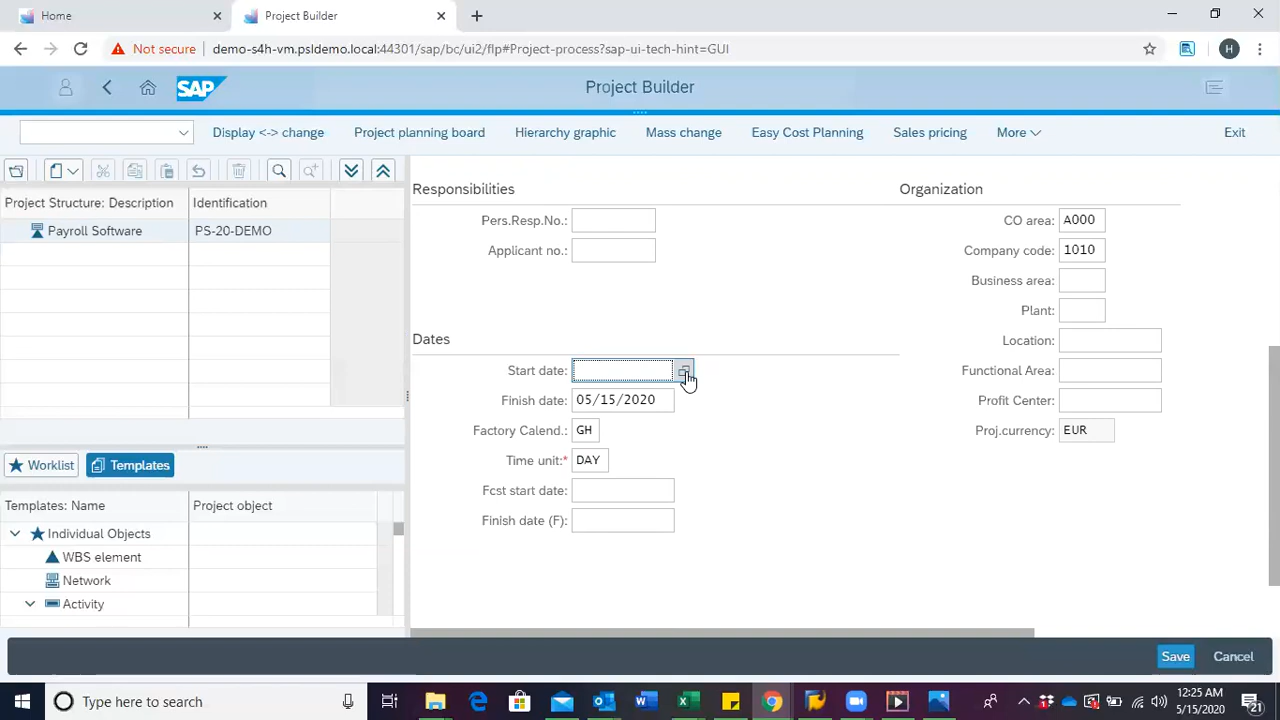 Home
Project Builder
Not secure
demo-s4h-vm.psldemo.local:44301/sap/bc/ui2/flp#Project-process?sap-ui-tech-hint=GUI
H
SAP
Project Builder
Display <-> change
Project planning board
Hierarchy graphic
Mass change
Easy Cost Planning
Sales pricing
More
Exit
Project Structure: Description
Identification
Payroll Software
PS-20-DEMO
Responsibilities
Organization
Pers.Resp.No.:
CO area: A000
Applicant no.:
Company code: 1010
Business area:
Plant:
Dates
Location:
Start date:
Functional Area:
Finish date: 05/15/2020
Profit Center:
Factory Calend.: GH
Proj.currency: EUR
Time unit:* DAY
Fcst start date:
Finish date (F):
Worklist
Templates
Templates: Name
Project object
Individual Objects
WBS element
Network
Activity
Save
Cancel
Type here to search
12:25 AM
5/15/2020
21